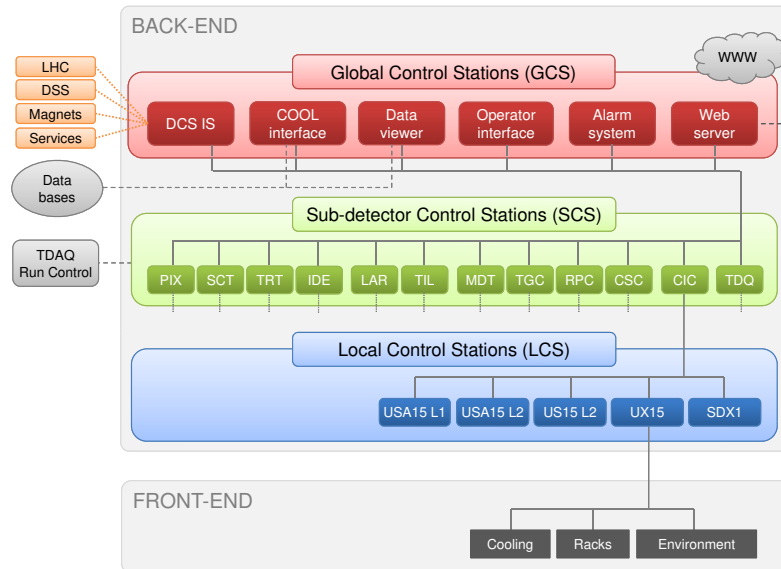 BACK-END
www
Global Control Stations (GCS)
LHC
DSS
Magnets
Services
DCS IS
COOL
interface
Data
viewer
Operator
interface
Alarm
system
Web
server
Data
bases
Sub-detector Control Stations (SCS)
TDAQ
Run Control
PIX
SCT
TRT
IDE
LAR
TIL
MDT
TGC
RPC
CSC
CIC
TDQ
Local Control Stations (LCS)
USA15 L1
USA15 L2
US15 L2
UX15
SDX1
FRONT-END
Cooling
Racks
Environment